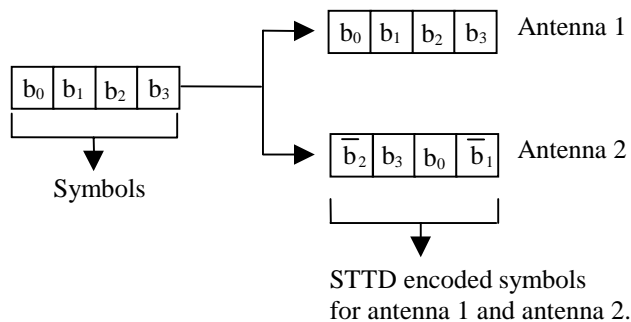 b₀ b₁ b₂ b₃ Antenna 1
b₀ b₁ b₂ b₃
b̅₂ b₃ b₀ b̅₁ Antenna 2
Symbols
STTD encoded symbols
for antenna 1 and antenna 2.